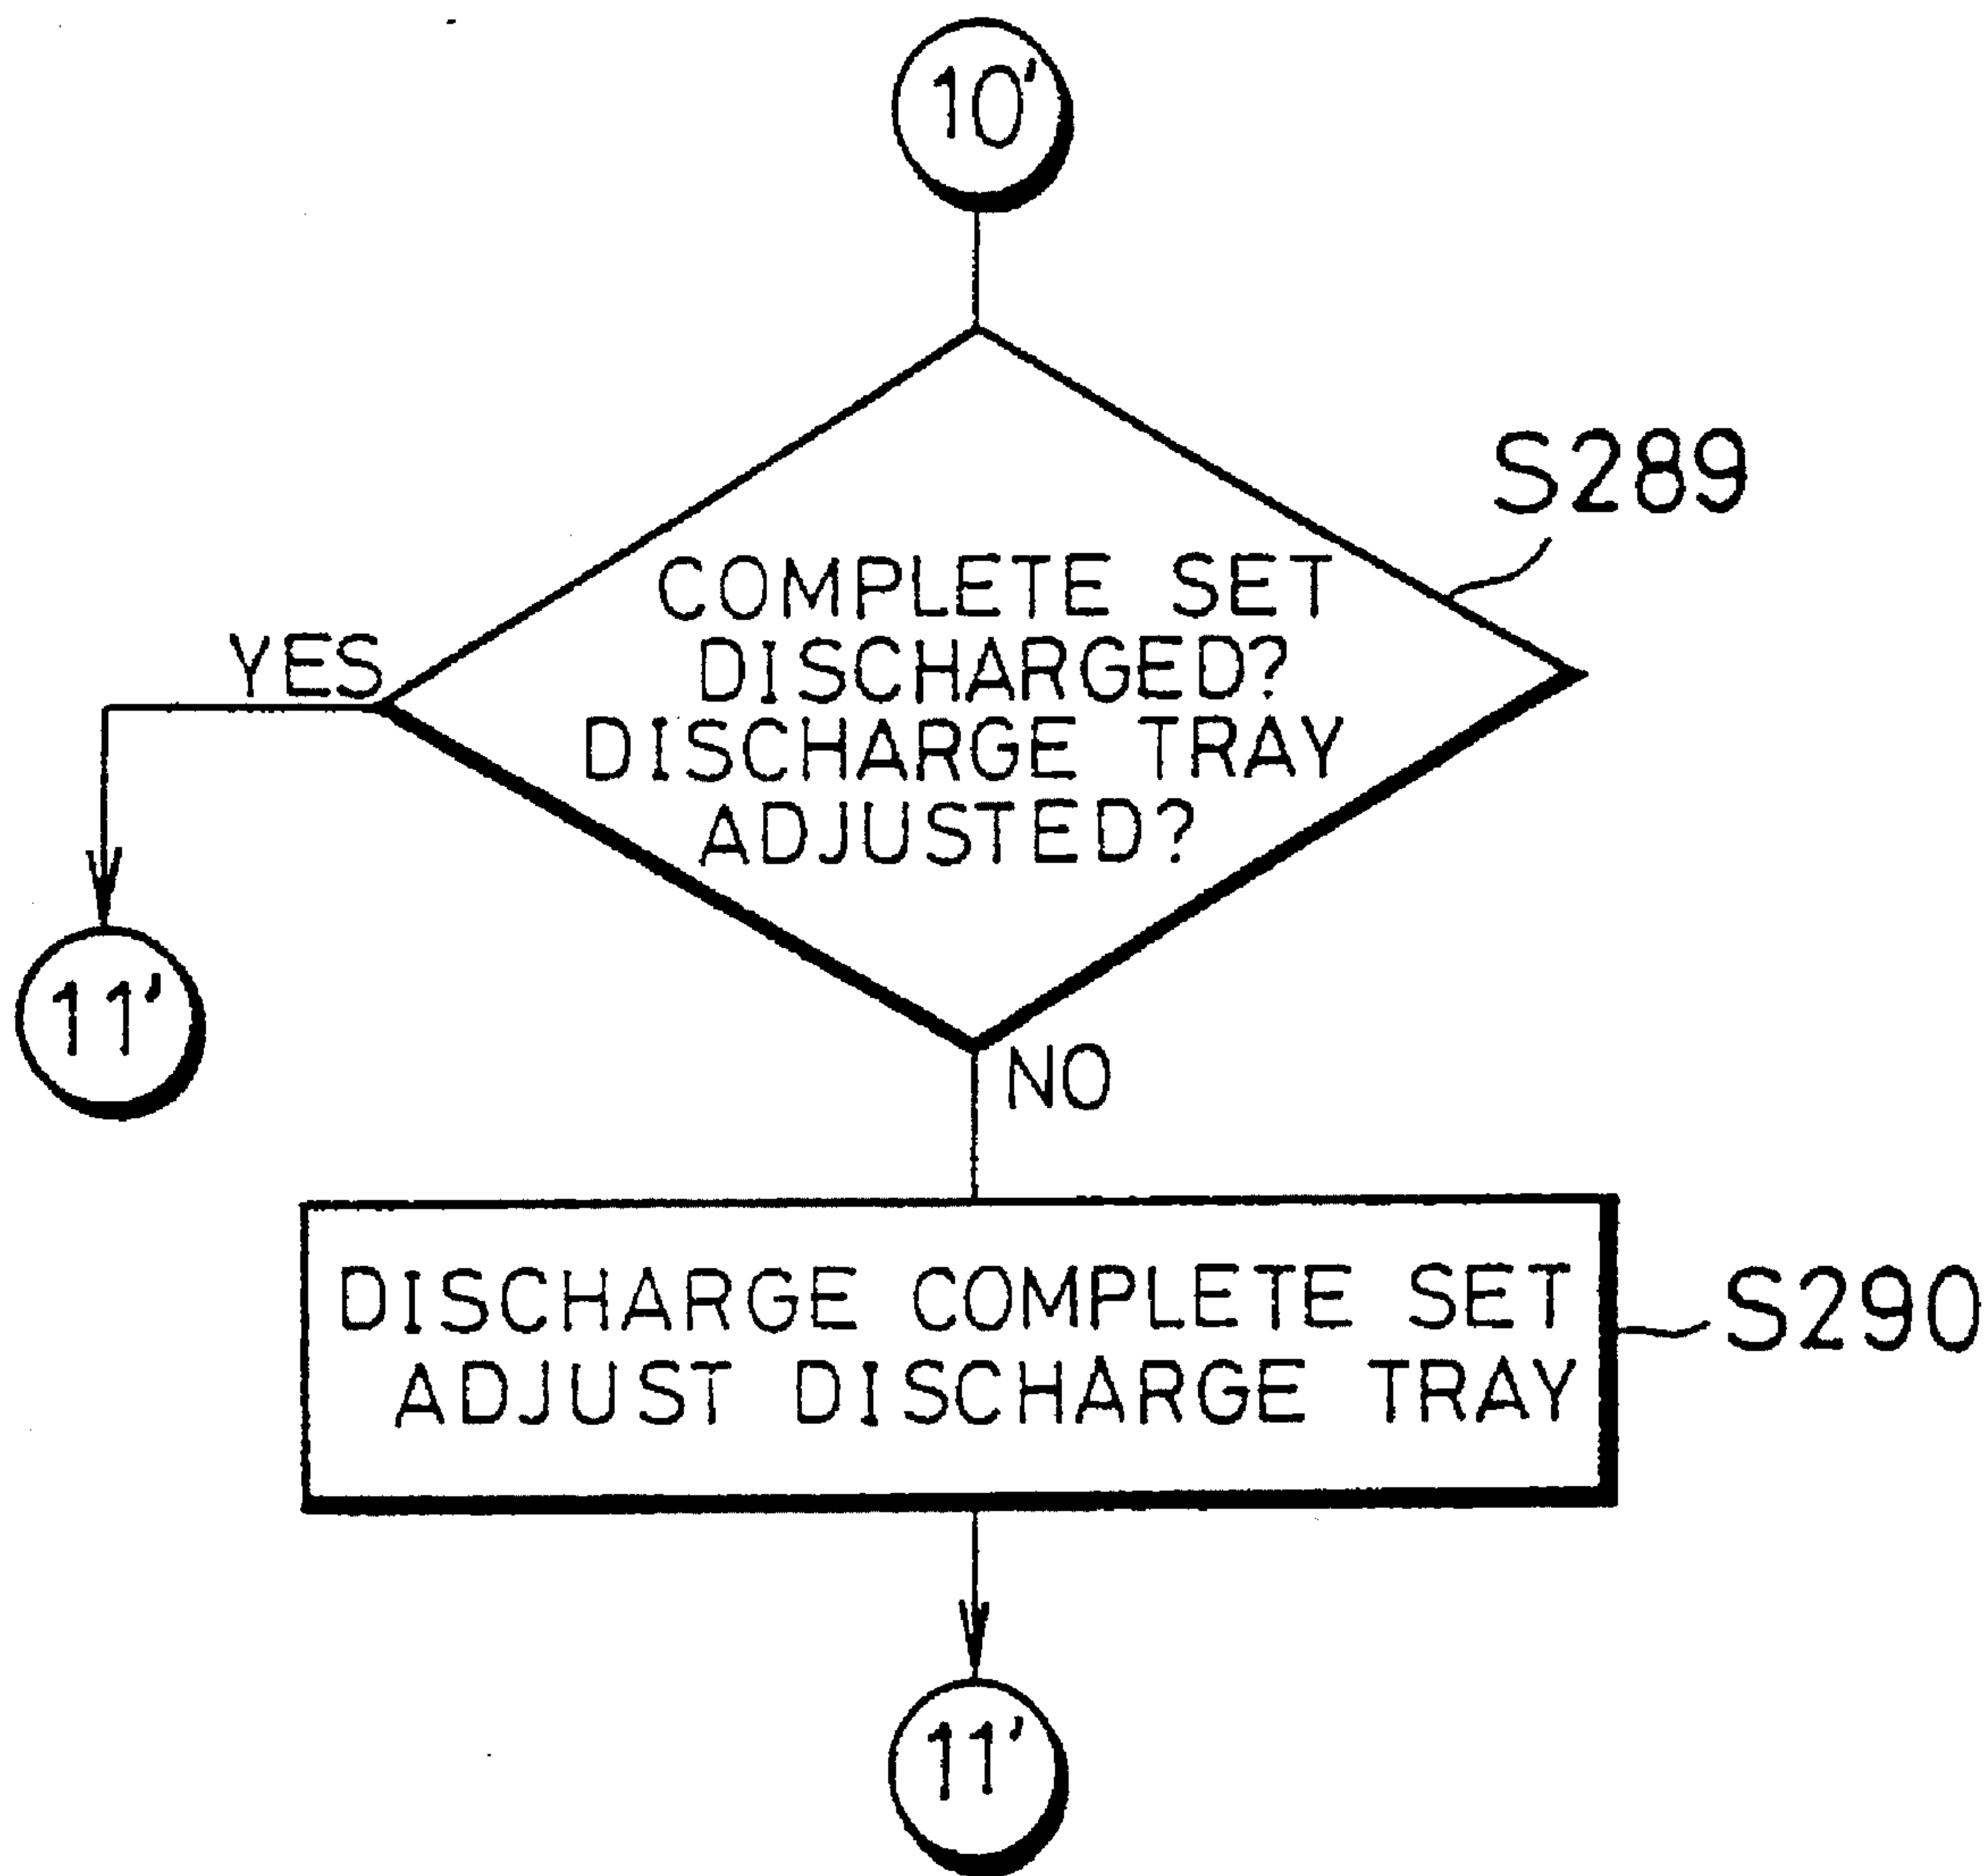 10'
S289
COMPLETE SET
DISCHARGED?
DISCHARGE TRAY
ADJUSTED?
YES
11'
NO
DISCHARGE COMPLETE SET
ADJUST DISCHARGE TRAY
S290
11'